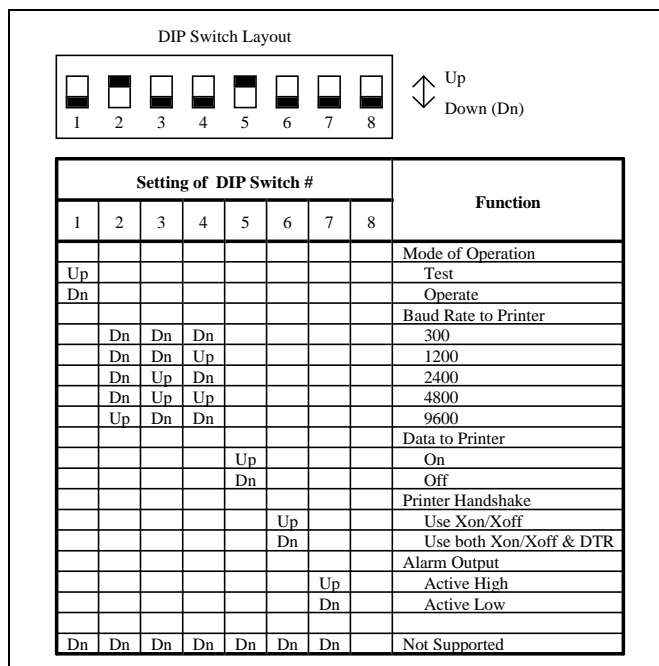 DIP Switch Layout
Up
Down (Dn)
1 2 3 4 5 6 7 8
Setting of DIP Switch #
Function
1 2 3 4 5 6 7 8
Mode of Operation
Up Test
Dn Operate
Baud Rate to Printer
Dn Dn Dn 300
Dn Dn Up 1200
Dn Up Dn 2400
Dn Up Up 4800
Up Dn Dn 9600
Data to Printer
Up On
Dn Off
Printer Handshake
Up Use Xon/Xoff
Dn Use both Xon/Xoff & DTR
Alarm Output
Up Active High
Dn Active Low
Dn Dn Dn Dn Dn Dn Dn Not Supported